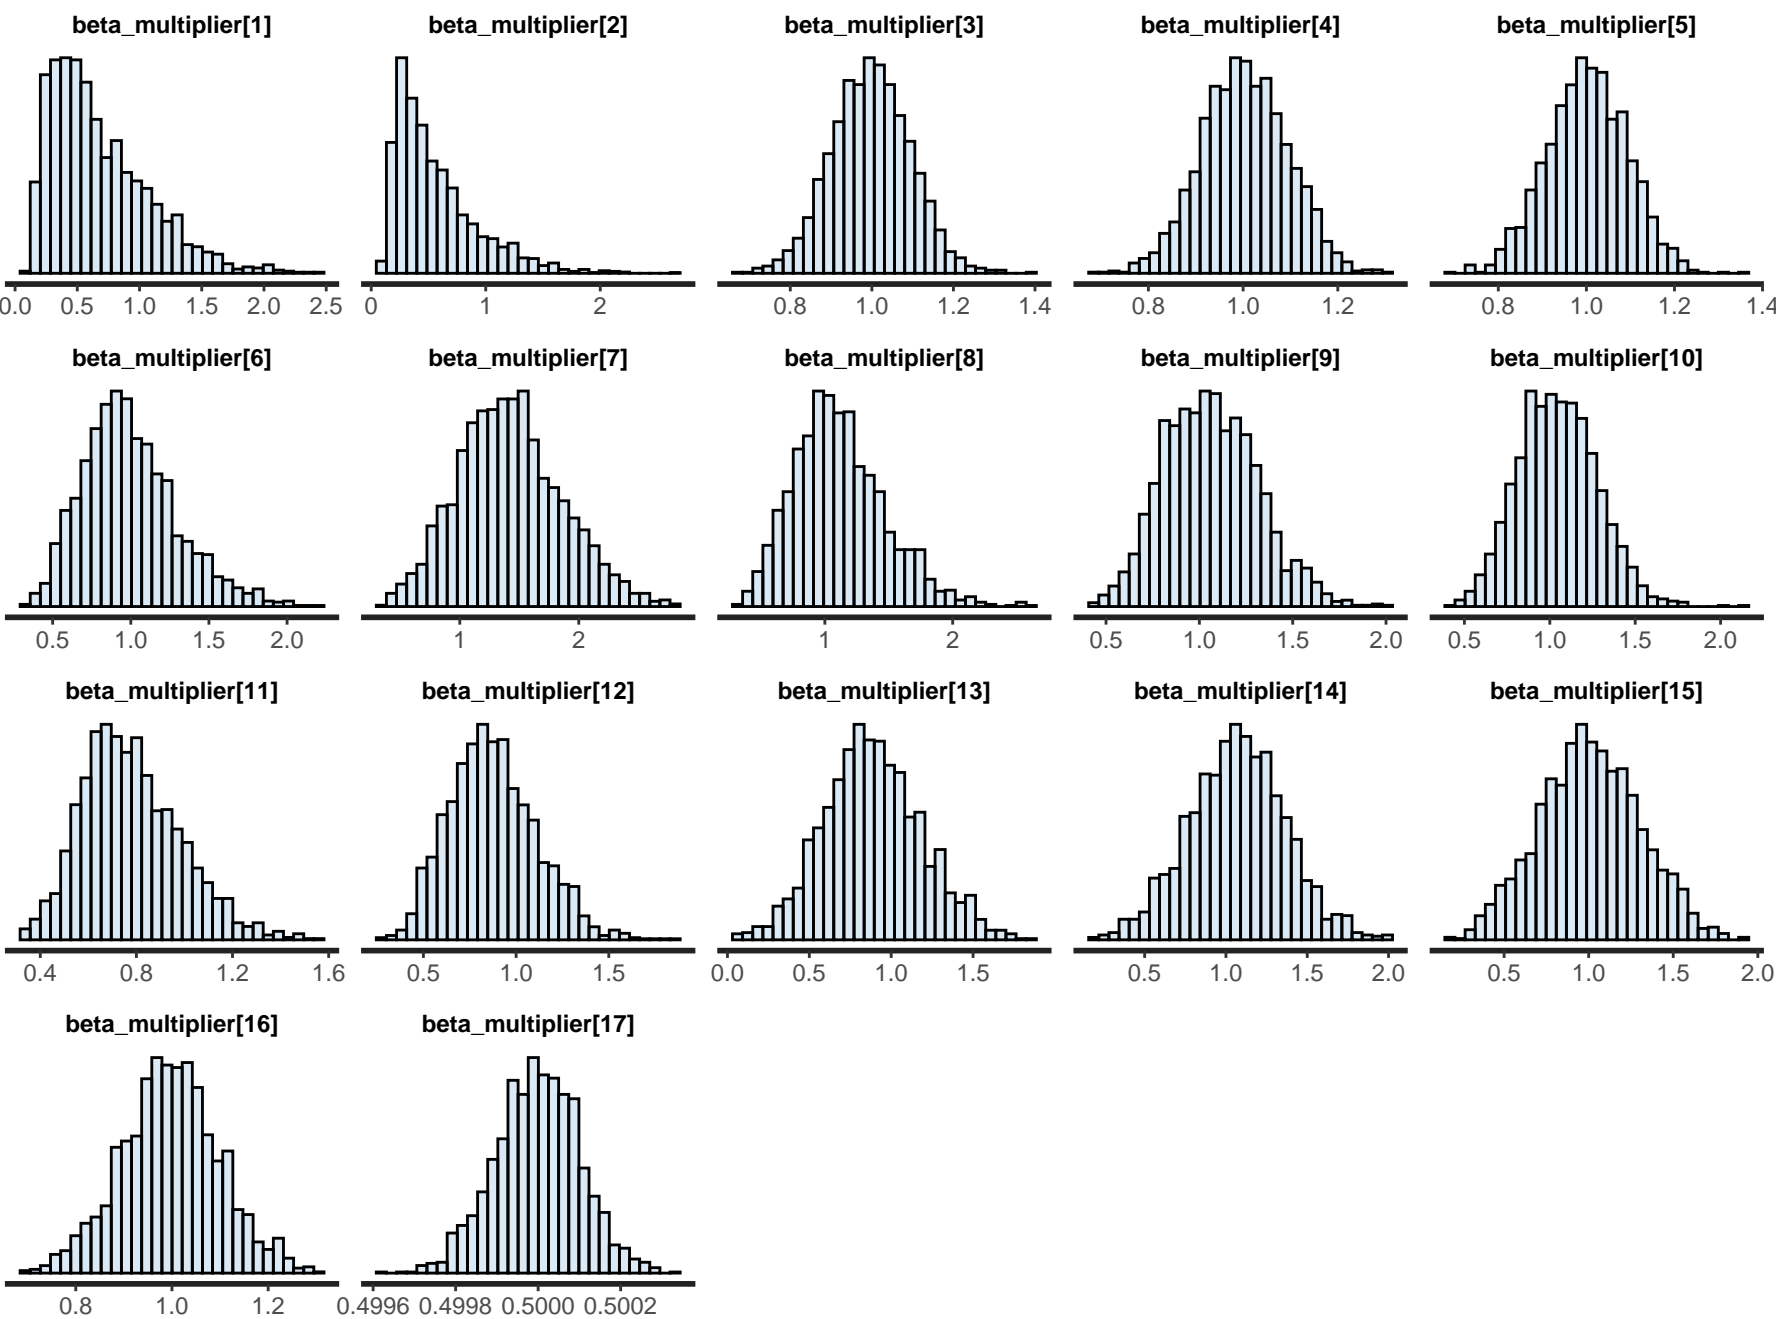 beta_multiplier[1] beta_multiplier[2] beta_multiplier[3] beta_multiplier[4] beta_multiplier[5]
0.0 0.5 1.0 1.5 2.0 2.5 0 1 2 0.8 1.0 1.2 1.4 0.8 1.0 1.2 0.8 1.0 1.2 1.4
beta_multiplier[6] beta_multiplier[7] beta_multiplier[8] beta_multiplier[9] beta_multiplier[10]
0.5 1.0 1.5 2.0 1 2 1 2 0.5 1.0 1.5 2.0 0.5 1.0 1.5 2.0
beta_multiplier[11] beta_multiplier[12] beta_multiplier[13] beta_multiplier[14] beta_multiplier[15]
0.4 0.8 1.2 1.6 0.5 1.0 1.5 0.0 0.5 1.0 1.5 0.5 1.0 1.5 2.0 0.5 1.0 1.5 2.0
beta_multiplier[16] beta_multiplier[17]
0.8 1.0 1.2 0.4996 0.4998 0.5000 0.5002